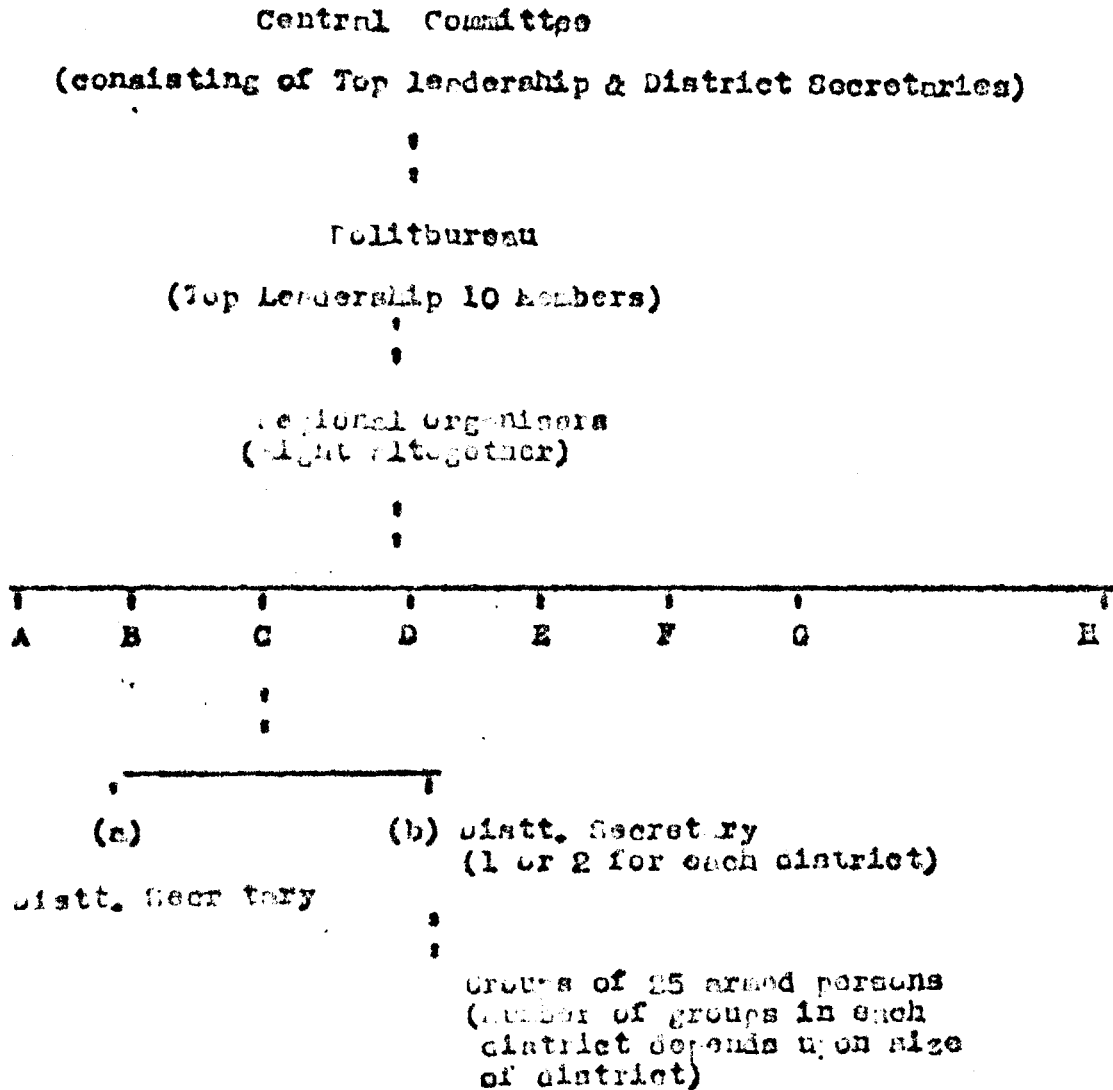 Central Committee
(consisting of Top leadership & District Secretaries)
Politbureau
(Top Leadership 10 Members)
Regional Organisers
(Eight Altogether)
A B C D E F G H
(a) (b) Distt. Secretary
(1 or 2 for each district)
Distt. Secretary
Groups of 25 armed persons
(Number of groups in each
district depends upon size
of district)